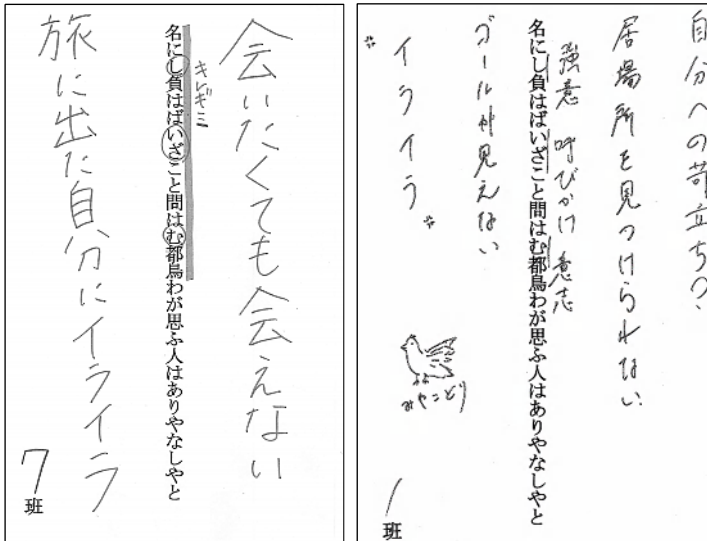 会いたくても会えない
キレギミ
名にし負はばいざこと問はむ都鳥わが思ふ人はありやなしやと
旅に出た自分にイライラ
7班
自分への苛立ち?
居場所を見つけられない
強意 呼びかけ 意志
名にし負はばいざこと問はむ都鳥わが思ふ人はありやなしやと
ゴールが見えない
イライラ
みやこどり
1班